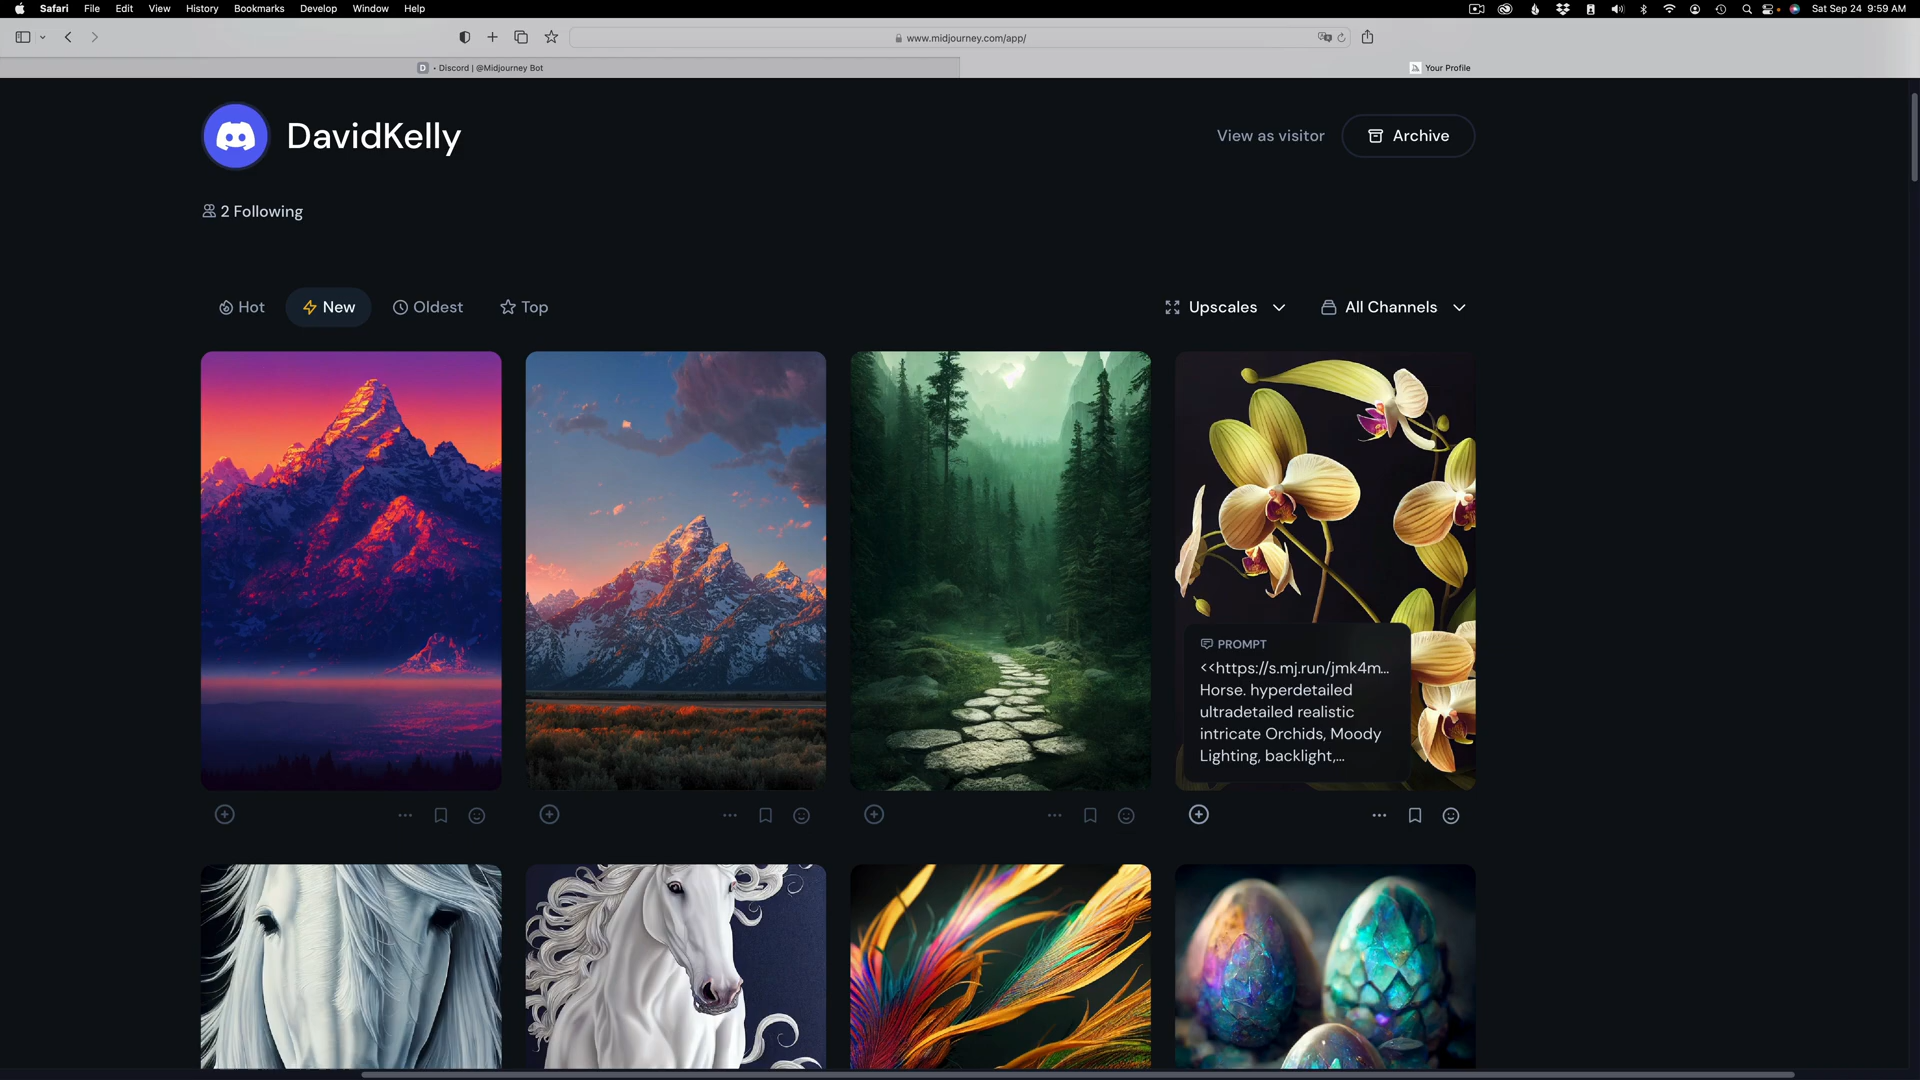 Safari File Edit View History Bookmarks Develop Window Help
Sat Sep 24 9:59 AM
www.midjourney.com/app/
D • Discord | @Midjourney Bot
Your Profile
DavidKelly
View as visitor
Archive
2 Following
Hot
New
Oldest
Top
Upscales
All Channels
PROMPT
<<https://s.mj.run/jmk4m...
Horse. hyperdetailed
ultradetailed realistic
intricate Orchids, Moody
Lighting, backlight,...